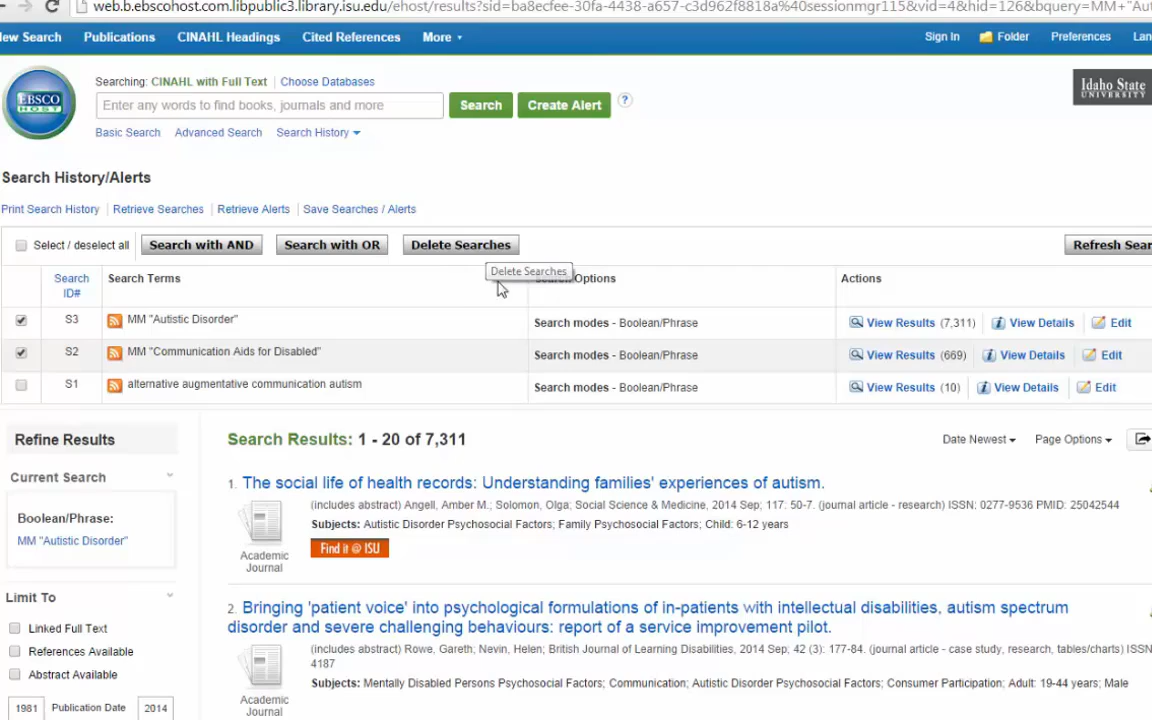 web.b.ebscohost.com.libpublic3.library.isu.edu/ehost/results?sid=ba8ecfee-30fa-4438-a657-c3d962f8818a%40sessionmgr115&vid=4&hid=126&bquery=MM+"Aut
New Search Publications CINAHL Headings Cited References More Sign In Folder Preferences Lan
Searching: CINAHL with Full Text Choose Databases
EBSCO HOST
Enter any words to find books, journals and more Search Create Alert ?
Idaho State UNIVERSITY
Basic Search Advanced Search Search History
Search History/Alerts
Print Search History Retrieve Searches Retrieve Alerts Save Searches / Alerts
Select / deselect all Search with AND Search with OR Delete Searches Refresh Sear
Delete Searches
Search ID# Search Terms Search Options Actions
S3 MM "Autistic Disorder" Search modes - Boolean/Phrase View Results (7,311) View Details Edit
S2 MM "Communication Aids for Disabled" Search modes - Boolean/Phrase View Results (669) View Details Edit
S1 alternative augmentative communication autism Search modes - Boolean/Phrase View Results (10) View Details Edit
Refine Results
Current Search
Boolean/Phrase:
MM "Autistic Disorder"
Limit To
Linked Full Text
References Available
Abstract Available
1981 Publication Date 2014
Search Results: 1 - 20 of 7,311 Date Newest Page Options
1. The social life of health records: Understanding families' experiences of autism.
(includes abstract) Angell, Amber M.; Solomon, Olga; Social Science & Medicine, 2014 Sep; 117: 50-7. (journal article - research) ISSN: 0277-9536 PMID: 25042544
Subjects: Autistic Disorder Psychosocial Factors; Family Psychosocial Factors; Child: 6-12 years
Find it @ ISU
Academic
Journal
2. Bringing 'patient voice' into psychological formulations of in-patients with intellectual disabilities, autism spectrum
disorder and severe challenging behaviours: report of a service improvement pilot.
(includes abstract) Rowe, Gareth; Nevin, Helen; British Journal of Learning Disabilities, 2014 Sep; 42 (3): 177-84. (journal article - case study, research, tables/charts) ISSN:
4187
Subjects: Mentally Disabled Persons Psychosocial Factors; Communication; Autistic Disorder Psychosocial Factors; Consumer Participation; Adult: 19-44 years; Male
Academic
Journal